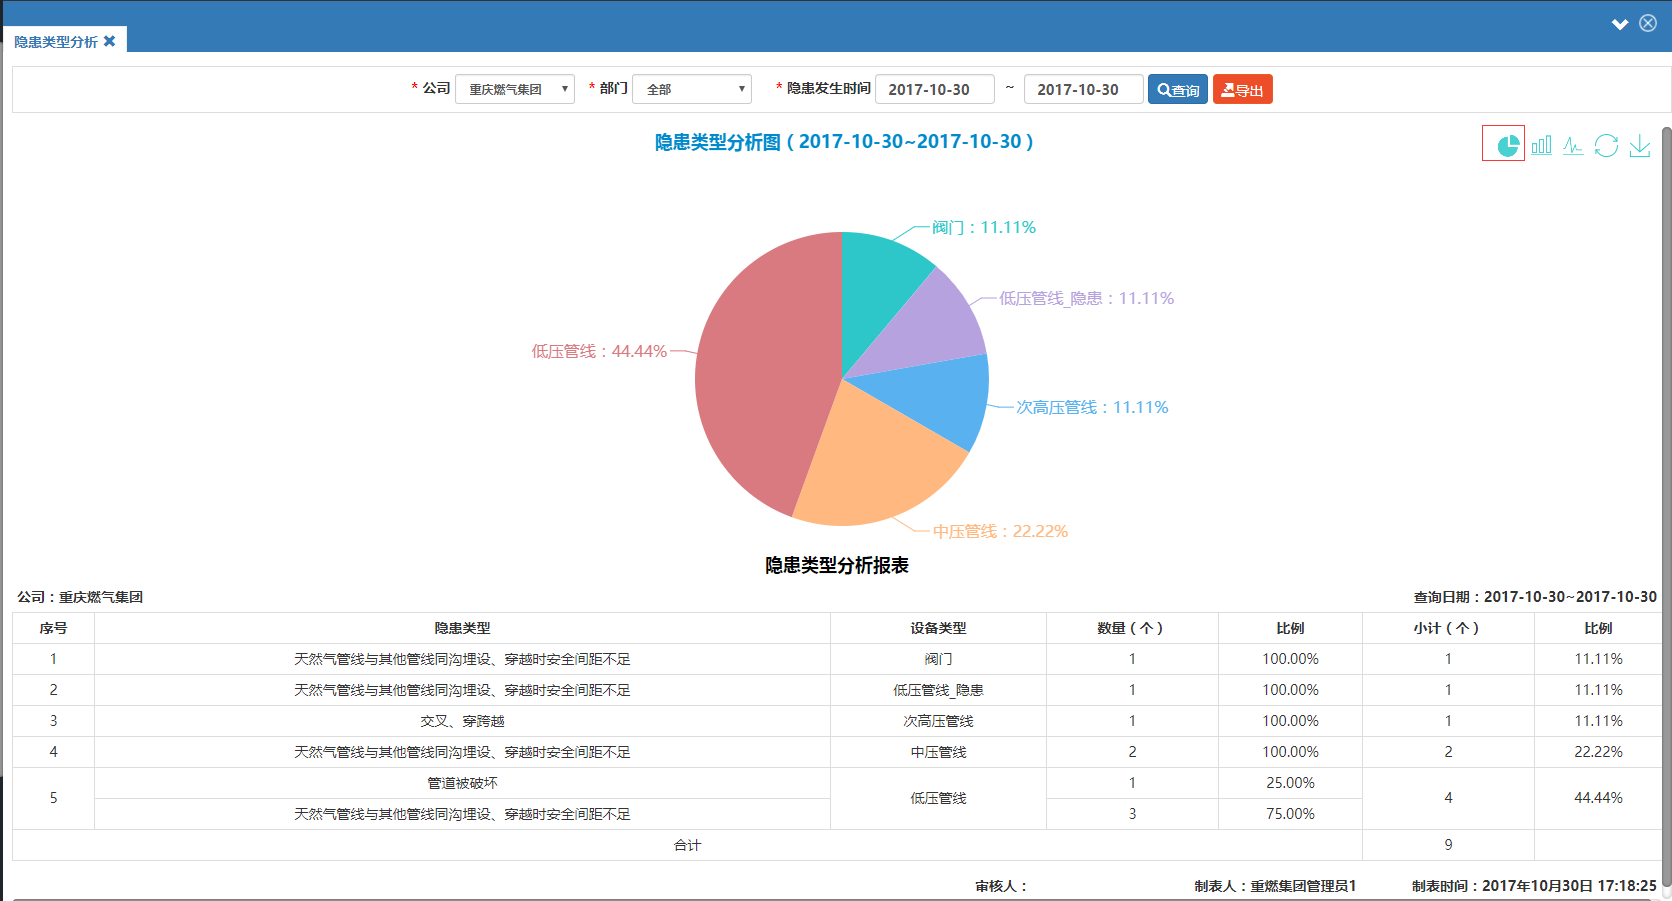 隐患类型分析
* 公司 重庆燃气集团 * 部门 全部 * 隐患发生时间 2017-10-30 ~ 2017-10-30 查询 导出
隐患类型分析图（2017-10-30~2017-10-30）
阀门：11.11%
低压管线_隐患：11.11%
低压管线：44.44%
次高压管线：11.11%
中压管线：22.22%
隐患类型分析报表
公司：重庆燃气集团 查询日期：2017-10-30~2017-10-30
序号 隐患类型 设备类型 数量（个） 比例 小计（个） 比例
1 天然气管线与其他管线同沟埋设、穿越时安全间距不足 阀门 1 100.00% 1 11.11%
2 天然气管线与其他管线同沟埋设、穿越时安全间距不足 低压管线_隐患 1 100.00% 1 11.11%
3 交叉、穿跨越 次高压管线 1 100.00% 1 11.11%
4 天然气管线与其他管线同沟埋设、穿越时安全间距不足 中压管线 2 100.00% 2 22.22%
5 管道被破坏 低压管线 1 25.00% 4 44.44%
天然气管线与其他管线同沟埋设、穿越时安全间距不足 3 75.00%
合计 9
审核人： 制表人：重燃集团管理员1 制表时间：2017年10月30日 17:18:25